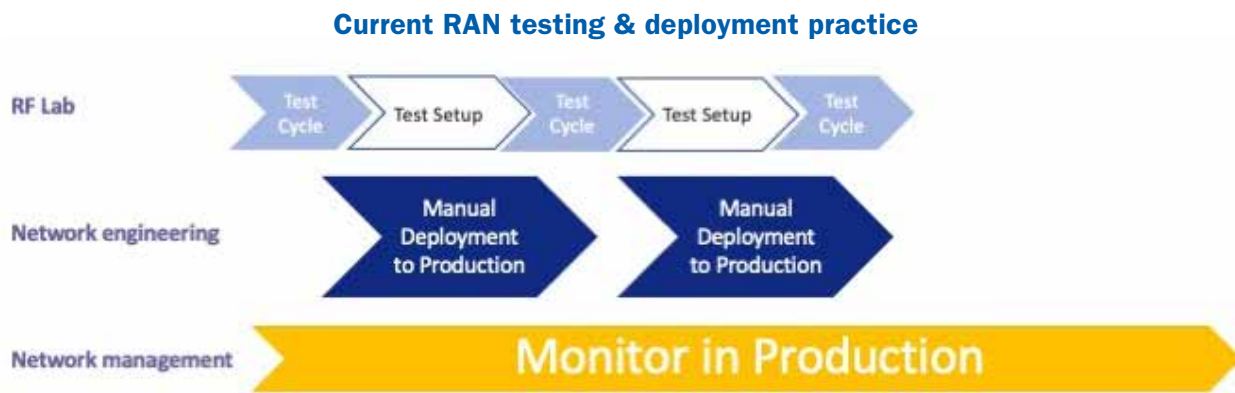 Current RAN testing & deployment practice
RF Lab
Test
Cycle
Test Setup
Test
Cycle
Test Setup
Test
Cycle
Network engineering
Manual
Deployment
to Production
Manual
Deployment
to Production
Network management
Monitor in Production